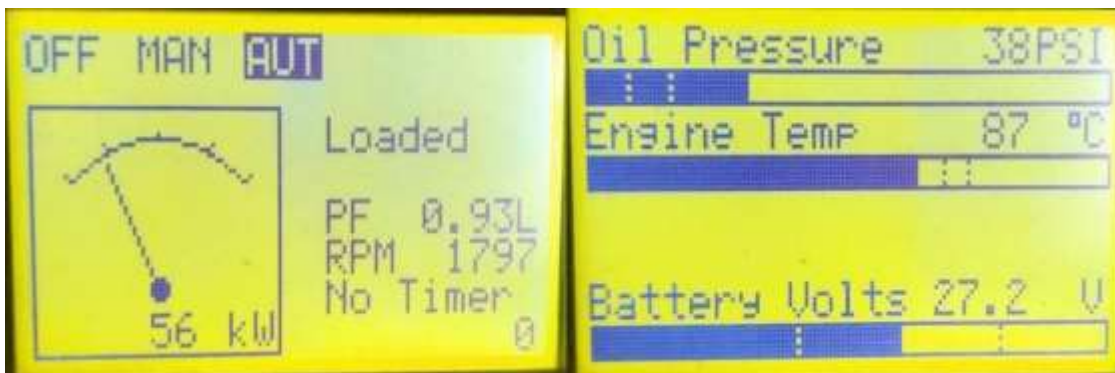 OFF MAN AUT
Loaded
PF 0.93L
RPM 1797
No Timer
0
56 kW
Oil Pressure 38PSI
Engine Temp 87 °C
Battery Volts 27.2 V